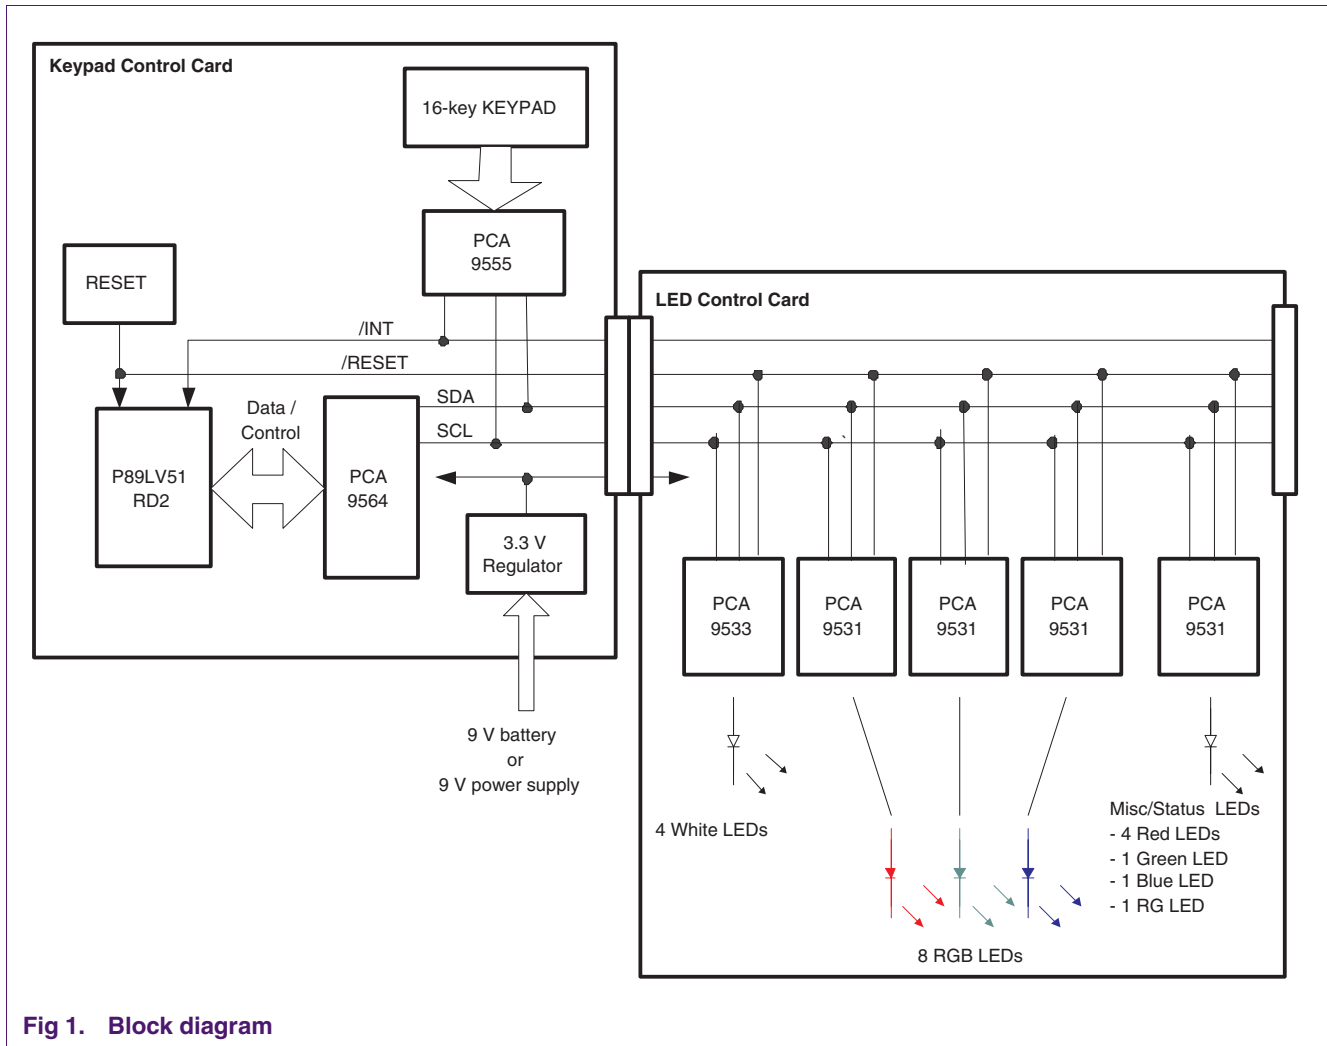 Keypad Control Card
16-key KEYPAD
PCA
9555
RESET
/INT
/RESET
SDA
SCL
Data /
Control
P89LV51
RD2
PCA
9564
3.3 V
Regulator
9 V battery
or
9 V power supply
LED Control Card
PCA
9533
PCA
9531
PCA
9531
PCA
9531
PCA
9531
4 White LEDs
8 RGB LEDs
Misc/Status LEDs
- 4 Red LEDs
- 1 Green LED
- 1 Blue LED
- 1 RG LED
Fig 1. Block diagram